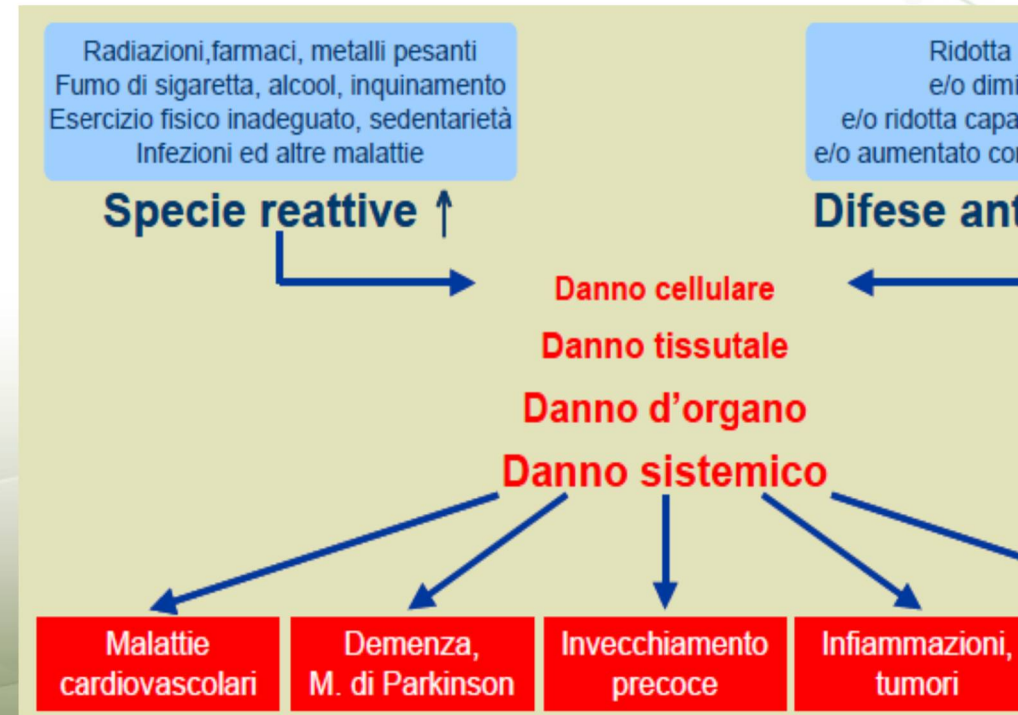 Radiazioni,farmaci, metalli pesanti
Fumo di sigaretta, alcool, inquinamento
Esercizio fisico inadeguato, sedentarietà
Infezioni ed altre malattie
Ridotta
e/o
e/o ridotta
e/o aumentato
Specie reattive ↑
Difese
Danno cellulare
Danno tissutale
Danno d'organo
Danno sistemico
Malattie
cardiovascolari
Demenza,
M. di Parkinson
Invecchiamento
precoce
Infiammazioni,
tumori